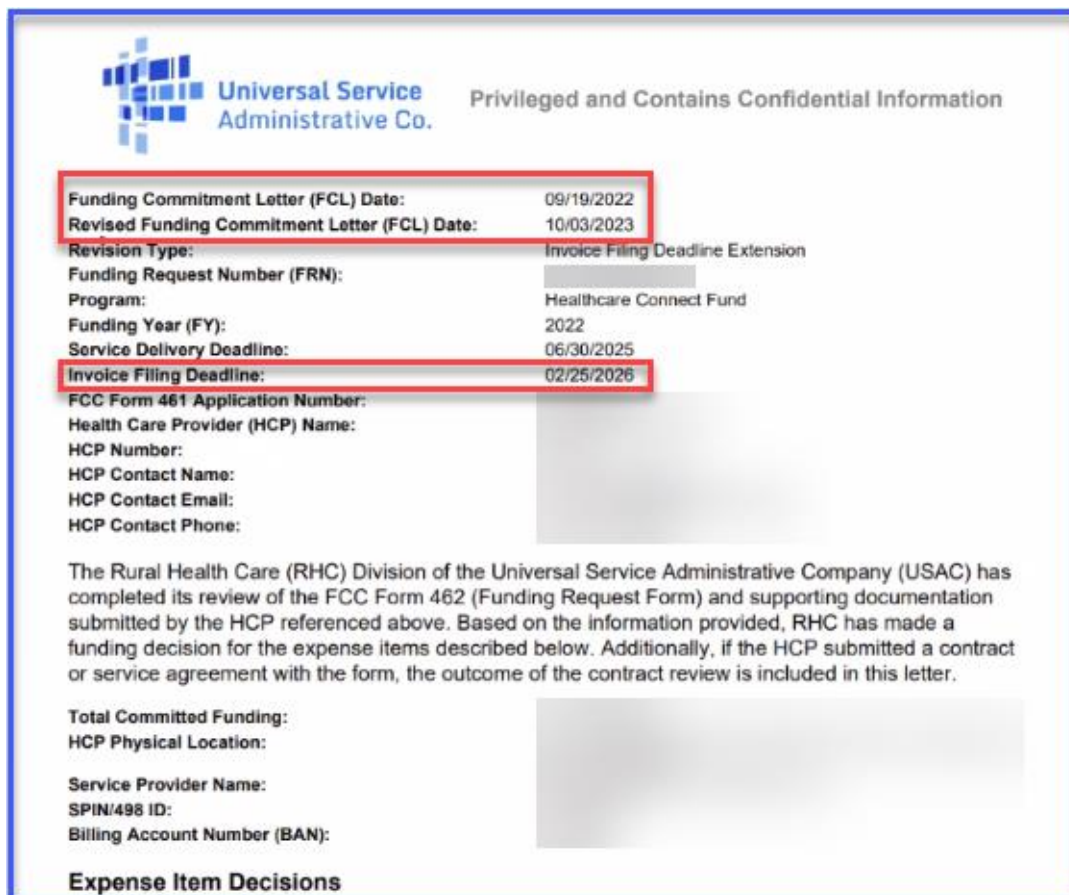 Universal Service
Administrative Co.
Privileged and Contains Confidential Information
Funding Commitment Letter (FCL) Date: 09/19/2022
Revised Funding Commitment Letter (FCL) Date: 10/03/2023
Revision Type: Invoice Filing Deadline Extension
Funding Request Number (FRN):
Program: Healthcare Connect Fund
Funding Year (FY): 2022
Service Delivery Deadline: 06/30/2025
Invoice Filing Deadline: 02/25/2026
FCC Form 461 Application Number:
Health Care Provider (HCP) Name:
HCP Number:
HCP Contact Name:
HCP Contact Email:
HCP Contact Phone:
The Rural Health Care (RHC) Division of the Universal Service Administrative Company (USAC) has
completed its review of the FCC Form 462 (Funding Request Form) and supporting documentation
submitted by the HCP referenced above. Based on the information provided, RHC has made a
funding decision for the expense items described below. Additionally, if the HCP submitted a contract
or service agreement with the form, the outcome of the contract review is included in this letter.
Total Committed Funding:
HCP Physical Location:
Service Provider Name:
SPIN/498 ID:
Billing Account Number (BAN):
Expense Item Decisions